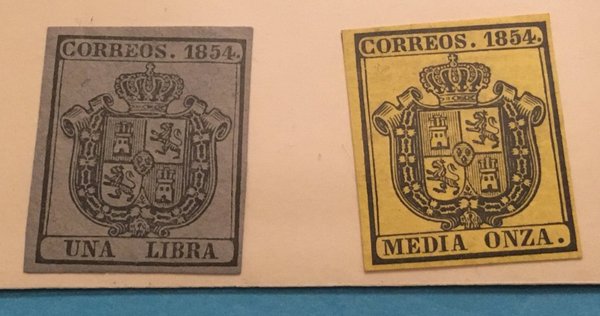 CORREOS. 1854.
UNA LIBRA
CORREOS. 1854.
MEDIA ONZA.